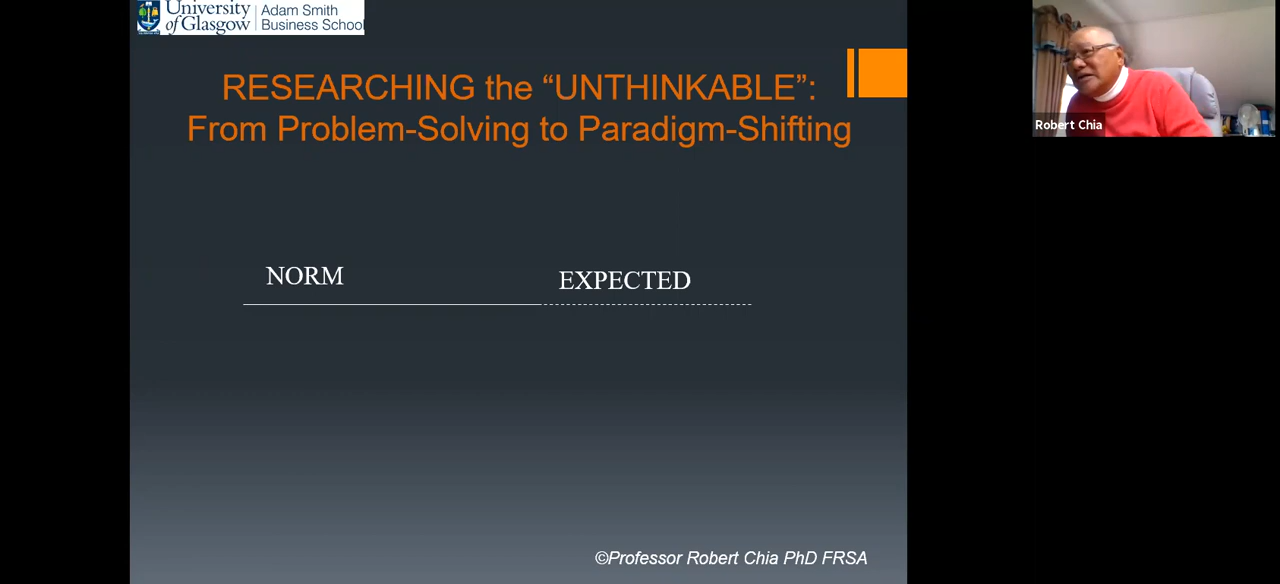 University
of Glasgow
Adam Smith
Business School
RESEARCHING the “UNTHINKABLE”:
From Problem-Solving to Paradigm-Shifting
Robert Chia
NORM
EXPECTED
©Professor Robert Chia PhD FRSA